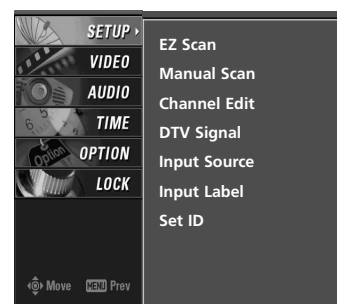 SETUP
VIDEO
AUDIO
TIME
OPTION
LOCK
Move MENU Prev
EZ Scan
Manual Scan
Channel Edit
DTV Signal
Input Source
Input Label
Set ID